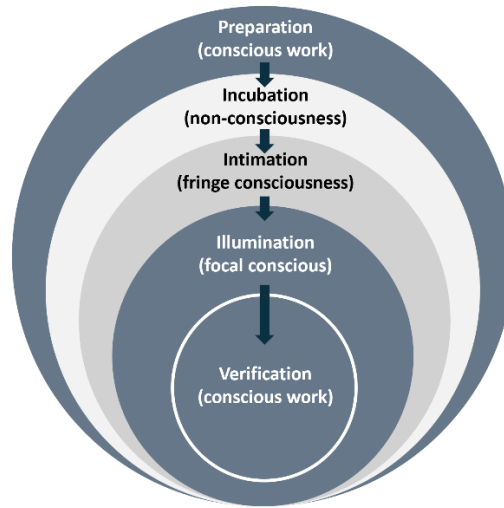 Preparation
(conscious work)
Incubation
(non-consciousness)
Intimation
(fringe consciousness)
Illumination
(focal conscious)
Verification
(conscious work)